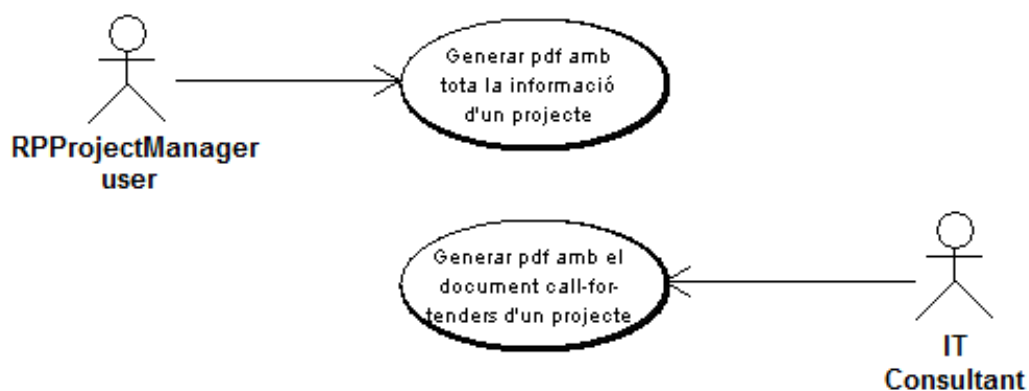 Generar pdf amb
tota la informació
d'un projecte
RPProjectManager
user
Generar pdf amb el
document call-for-
tenders d'un projecte
IT
Consultant